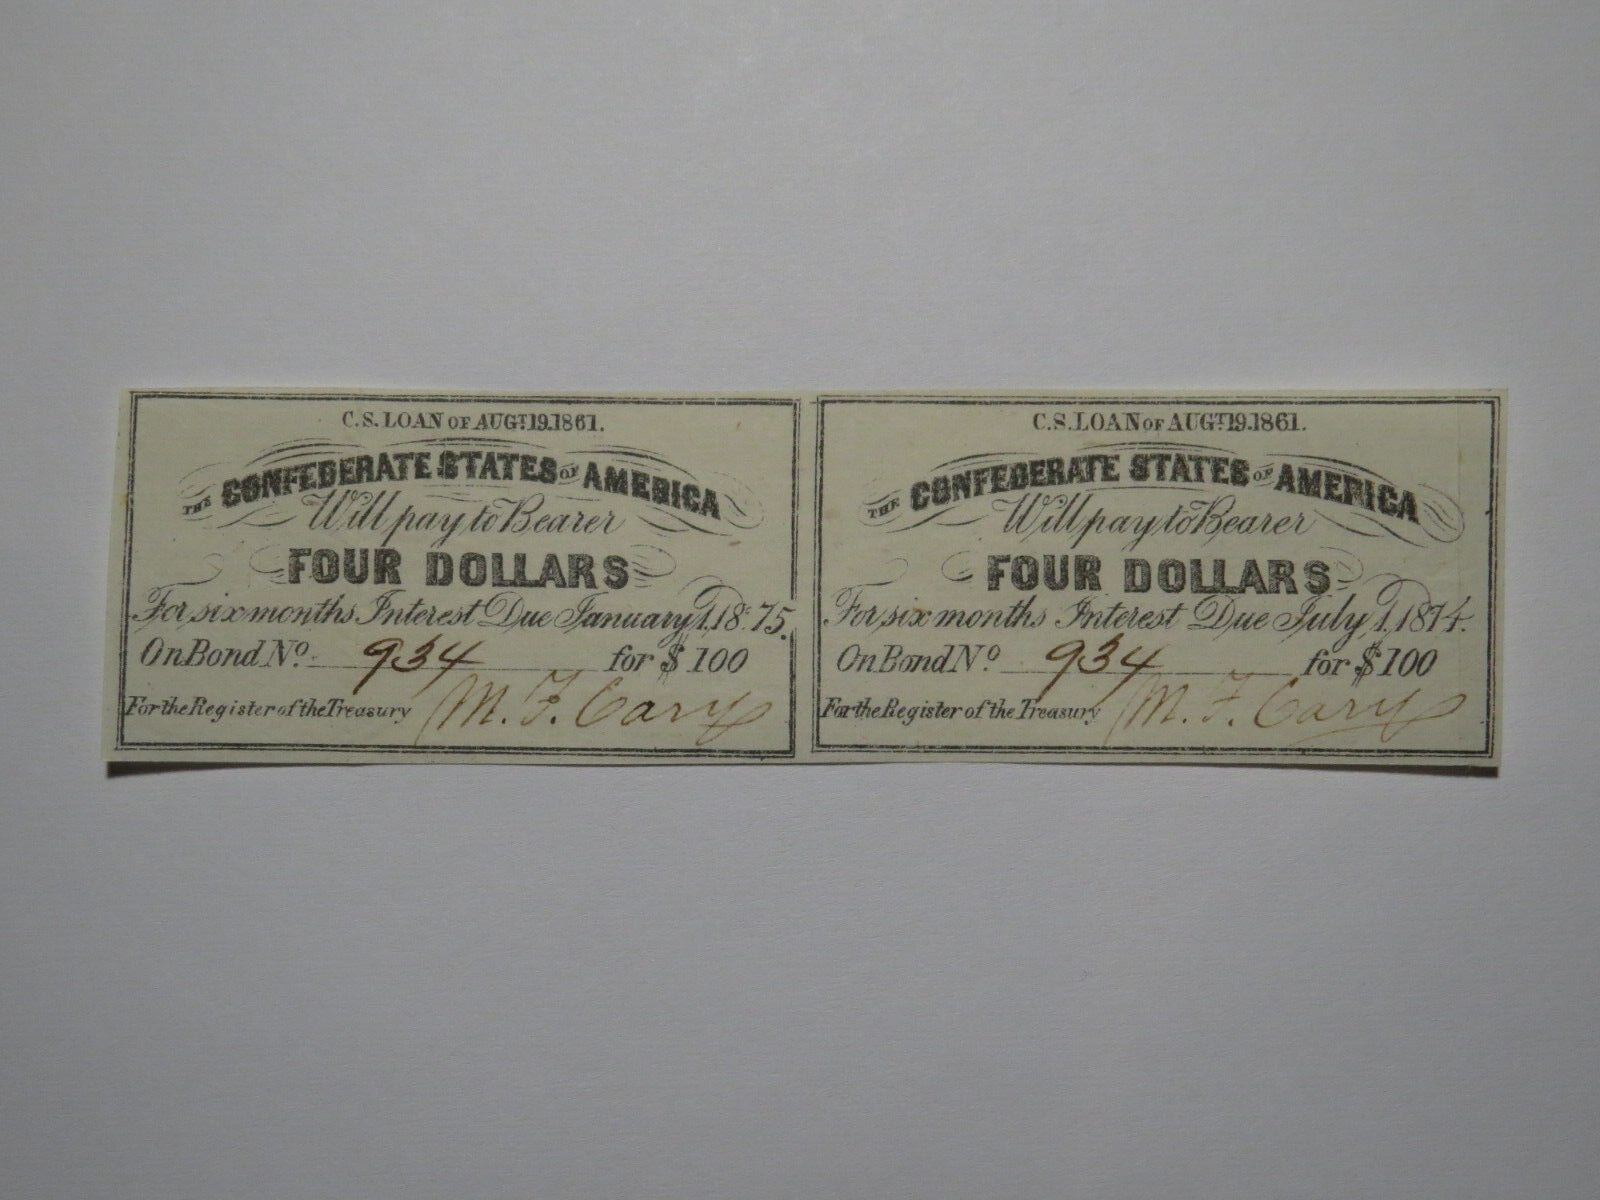 C.S. LOAN OF AUGT. 19. 1861.
THE CONFEDERATE STATES OF AMERICA
Will pay to Bearer
FOUR DOLLARS
For six months Interest Due January 1, 18 75.
On Bond No. 934 for $ 100
For the Register of the Treasury M. F. Cary
C.S. LOAN OF AUGT. 19. 1861.
THE CONFEDERATE STATES OF AMERICA
Will pay to Bearer
FOUR DOLLARS
For six months Interest Due July 1, 1874.
On Bond No. 934 for $ 100
For the Register of the Treasury M. F. Cary